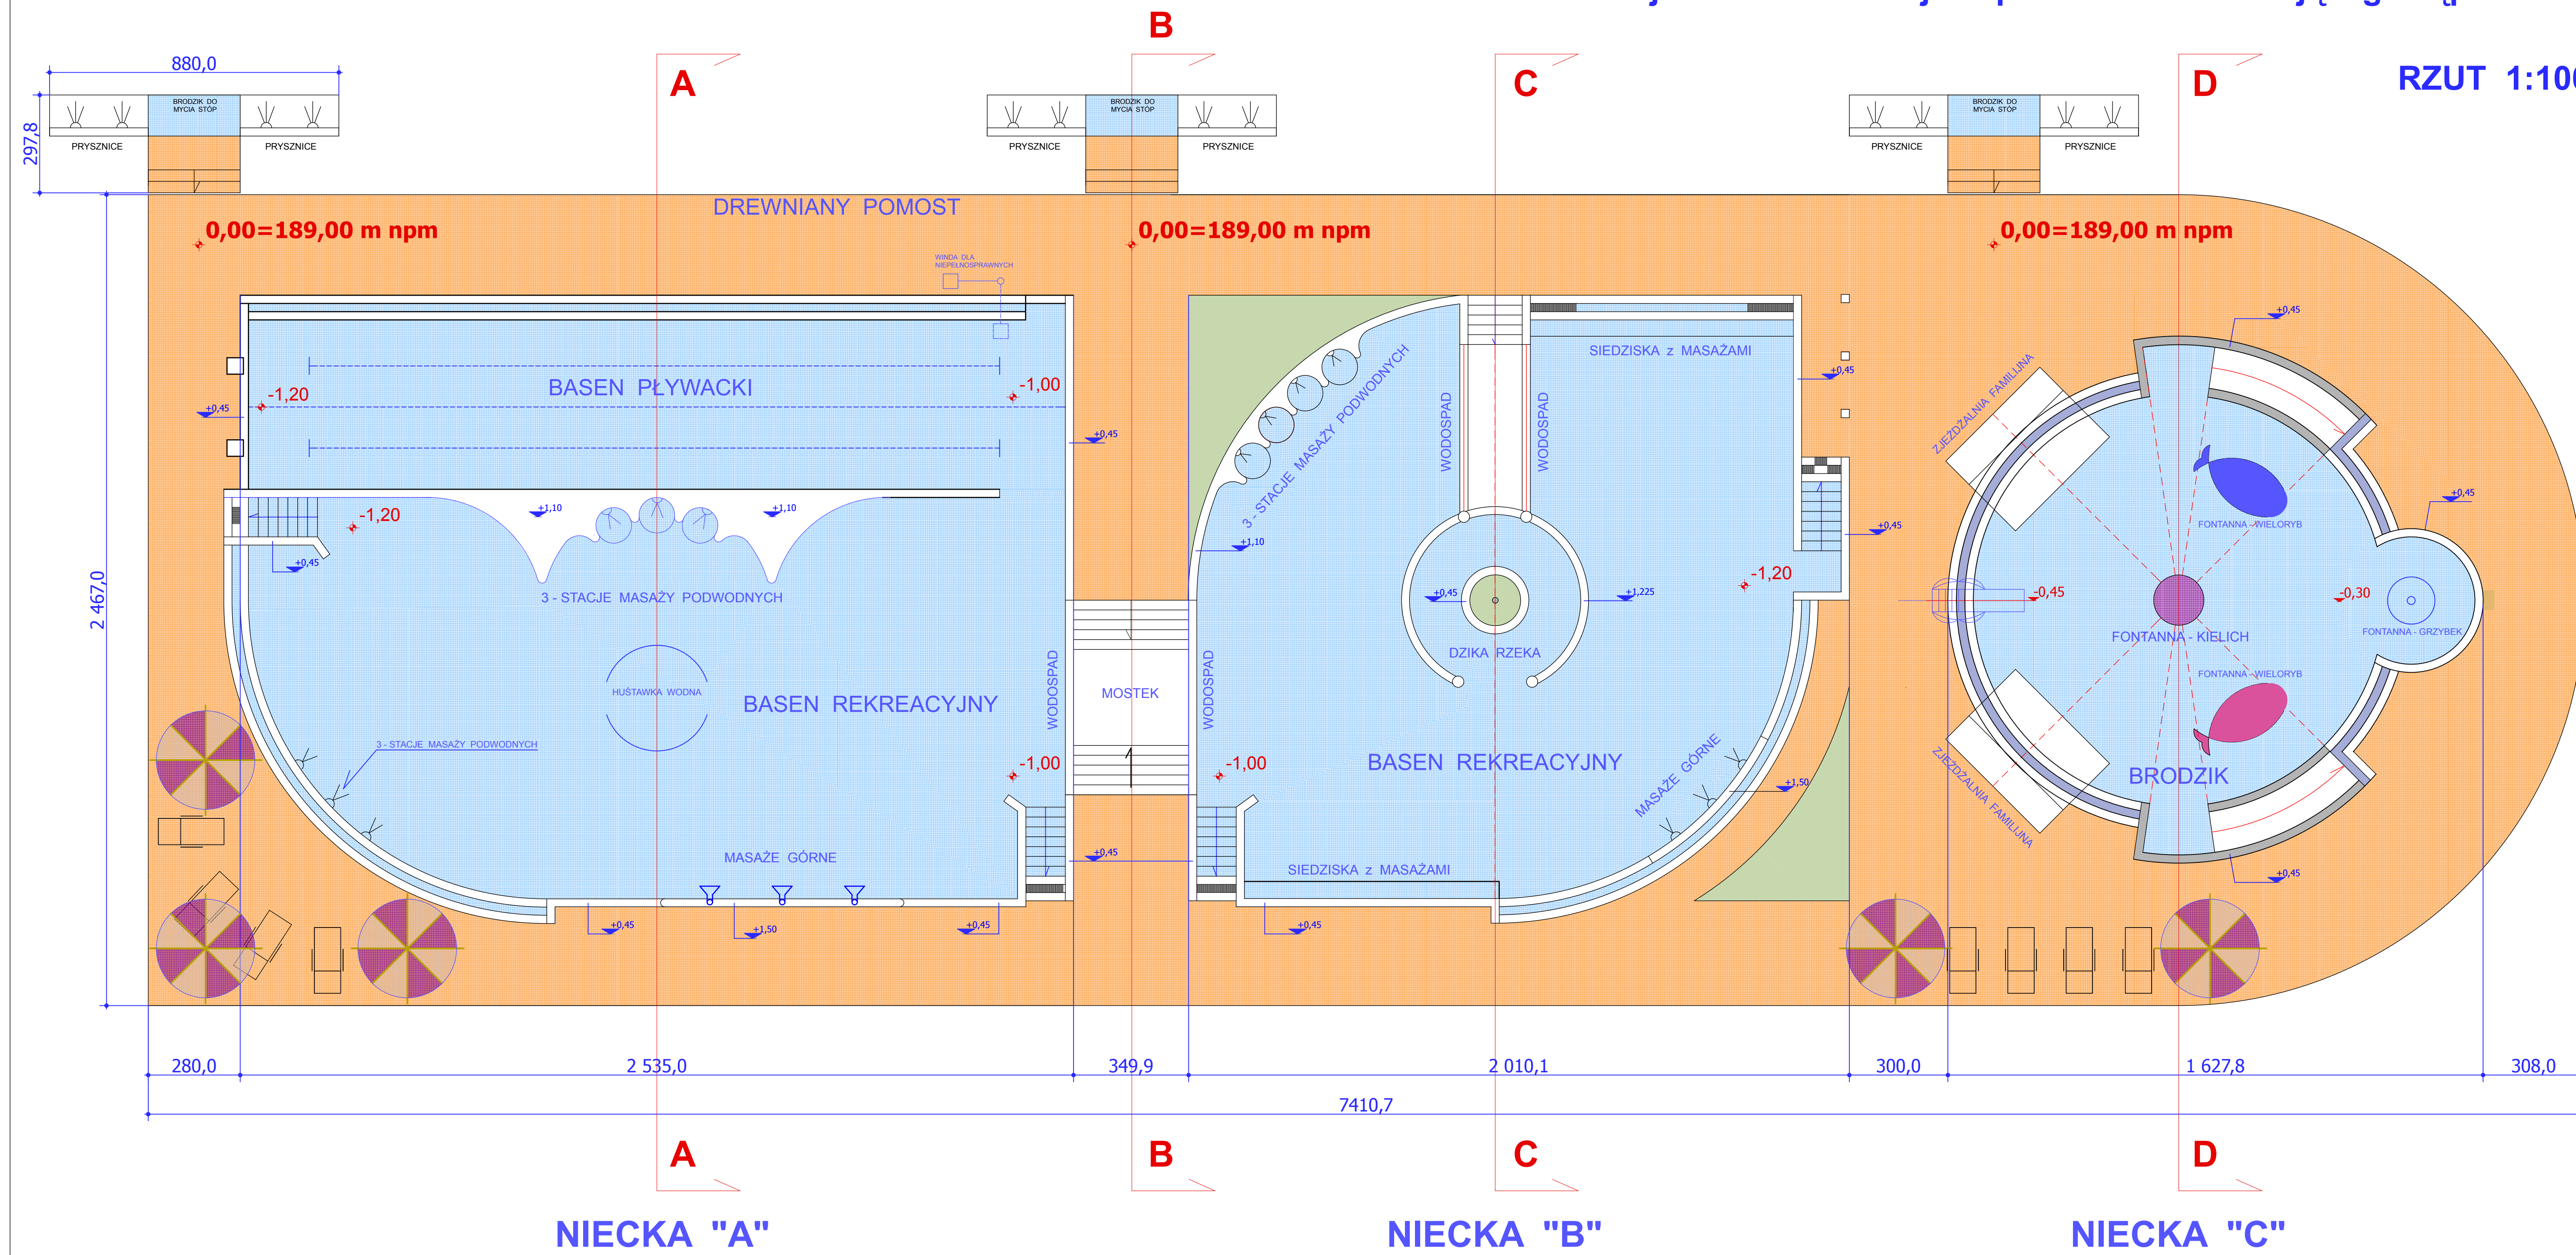 B
880,0
A
C
D
RZUT 1:100
BRODZIK DO
MYCIA STÓP
BRODZIK DO
MYCIA STÓP
BRODZIK DO
MYCIA STÓP
297,8
PRYSZNICE
PRYSZNICE
PRYSZNICE
PRYSZNICE
PRYSZNICE
PRYSZNICE
DREWNIANY POMOST
0,00=189,00 m npm
0,00=189,00 m npm
0,00=189,00 m npm
WINDA DLA
NIEPEŁNOSPRAWNYCH
+0,45
SIEDZISKA z MASAŻAMI
ZJEŻDŻALNIA FAMILIJNA
BASEN PŁYWACKI
-1,20
-1,00
+0,45
+0,45
+0,45
3 - STACJE MASAŻY PODWODNYCH
WODOSPAD
WODOSPAD
+0,45
+1,10
+1,10
-1,20
+0,45
FONTANNA - WIELORYB
+0,45
+1,10
+0,45
2 467,0
3 - STACJE MASAŻY PODWODNYCH
+0,45
+1,225
-1,20
-0,45
-0,30
FONTANNA - KIELICH
FONTANNA - GRZYBEK
DZIKA RZEKA
HUŚTAWKA WODNA
BASEN REKREACYJNY
WODOSPAD
MOSTEK
WODOSPAD
FONTANNA - WIELORYB
3 - STACJE MASAŻY PODWODNYCH
-1,00
-1,00
BASEN REKREACYJNY
MASAŻE GÓRNE
+1,50
BRODZIK
ZJEŻDŻALNIA FAMILIJNA
MASAŻE GÓRNE
+0,45
SIEDZISKA z MASAŻAMI
+0,45
+0,45
+1,50
+0,45
+0,45
280,0
2 535,0
349,9
2 010,1
300,0
1 627,8
308,0
7410,7
A
B
C
D
NIECKA "A"
NIECKA "B"
NIECKA "C"